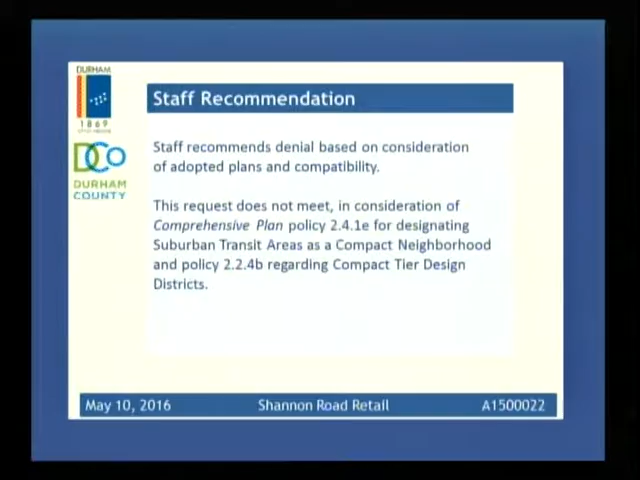 DURHAM
1869
DCo
DURHAM
COUNTY
Staff Recommendation
Staff recommends denial based on consideration
of adopted plans and compatibility.
This request does not meet, in consideration of
Comprehensive Plan policy 2.4.1e for designating
Suburban Transit Areas as a Compact Neighborhood
and policy 2.2.4b regarding Compact Tier Design
Districts.
May 10, 2016 Shannon Road Retail A1500022